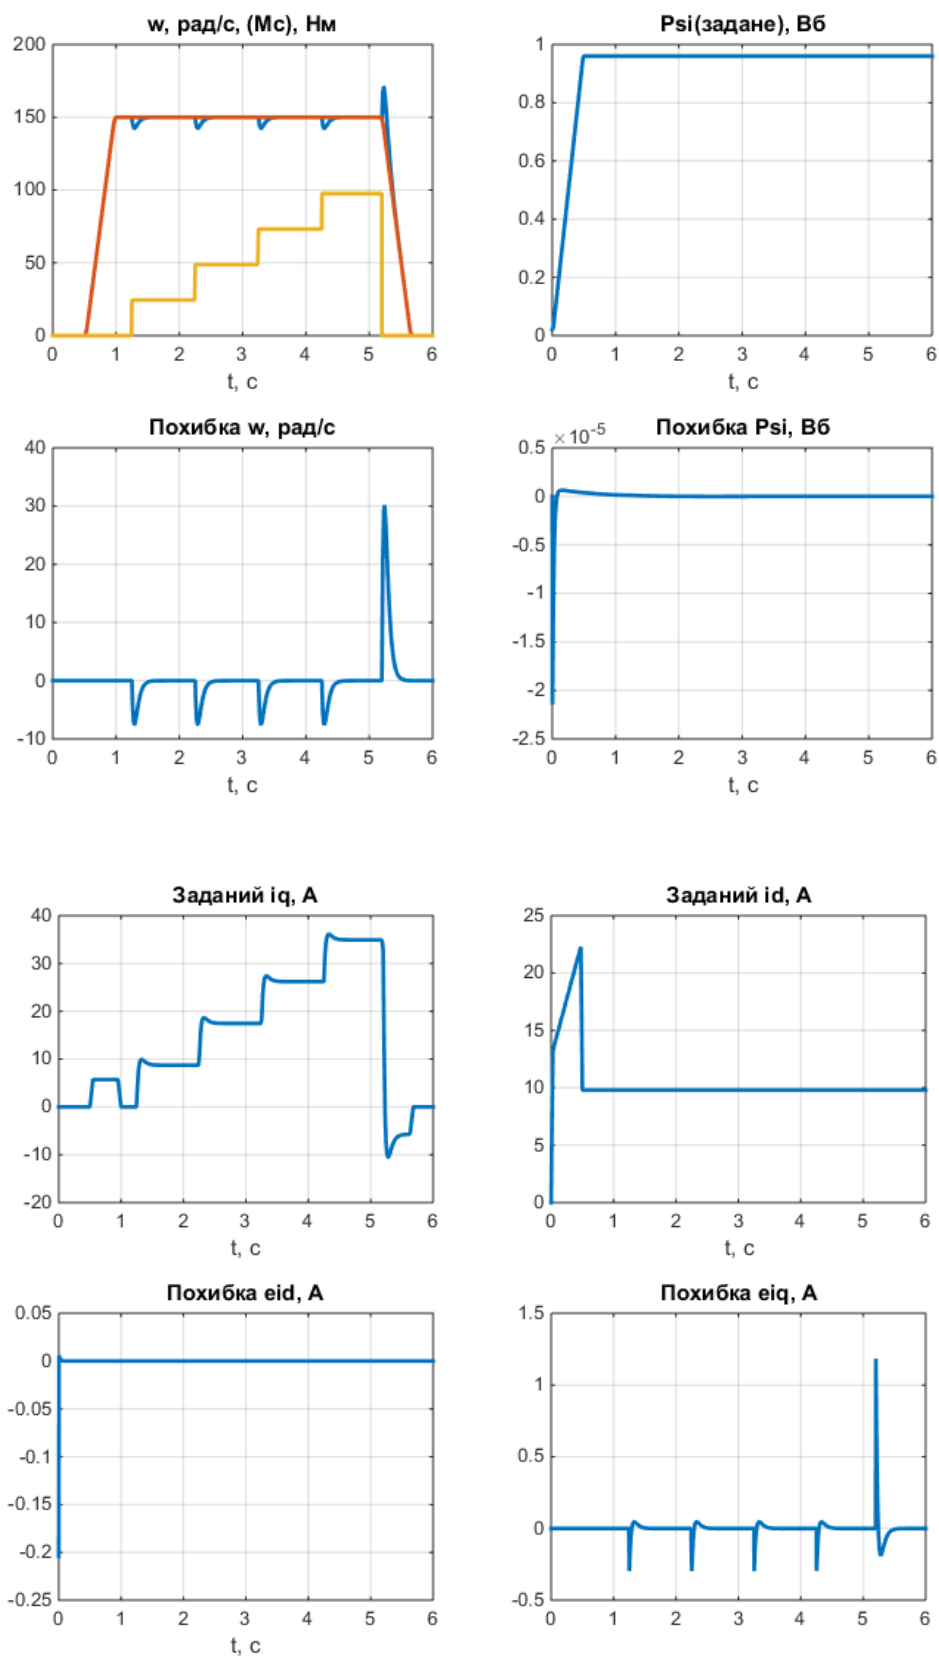 w, рад/с, (Мс), Нм
200
150
100
50
0
0 1 2 3 4 5 6
t, с
Psi(задане), Вб
1
0.8
0.6
0.4
0.2
0
0 1 2 3 4 5 6
t, с
Похибка w, рад/с
40
30
20
10
0
-10
0 1 2 3 4 5 6
t, с
Похибка Psi, Вб
×10-5
0.5
0
-0.5
-1
-1.5
-2
-2.5
0 1 2 3 4 5 6
t, с
Заданий iq, А
40
30
20
10
0
-10
-20
0 1 2 3 4 5 6
t, с
Заданий id, А
25
20
15
10
5
0
0 1 2 3 4 5 6
t, с
Похибка eid, А
0.05
0
-0.05
-0.1
-0.15
-0.2
-0.25
0 1 2 3 4 5 6
t, с
Похибка eiq, А
1.5
1
0.5
0
-0.5
0 1 2 3 4 5 6